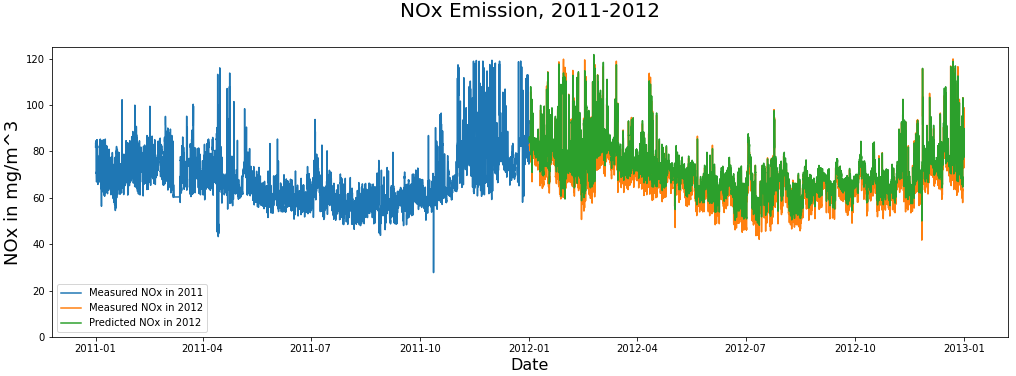 NOx Emission, 2011-2012
NOx in mg/m^3
120
100
80
60
40
20
0
Measured NOx in 2011
Measured NOx in 2012
Predicted NOx in 2012
2011-01 2011-04 2011-07 2011-10 2012-01 2012-04 2012-07 2012-10 2013-01
Date